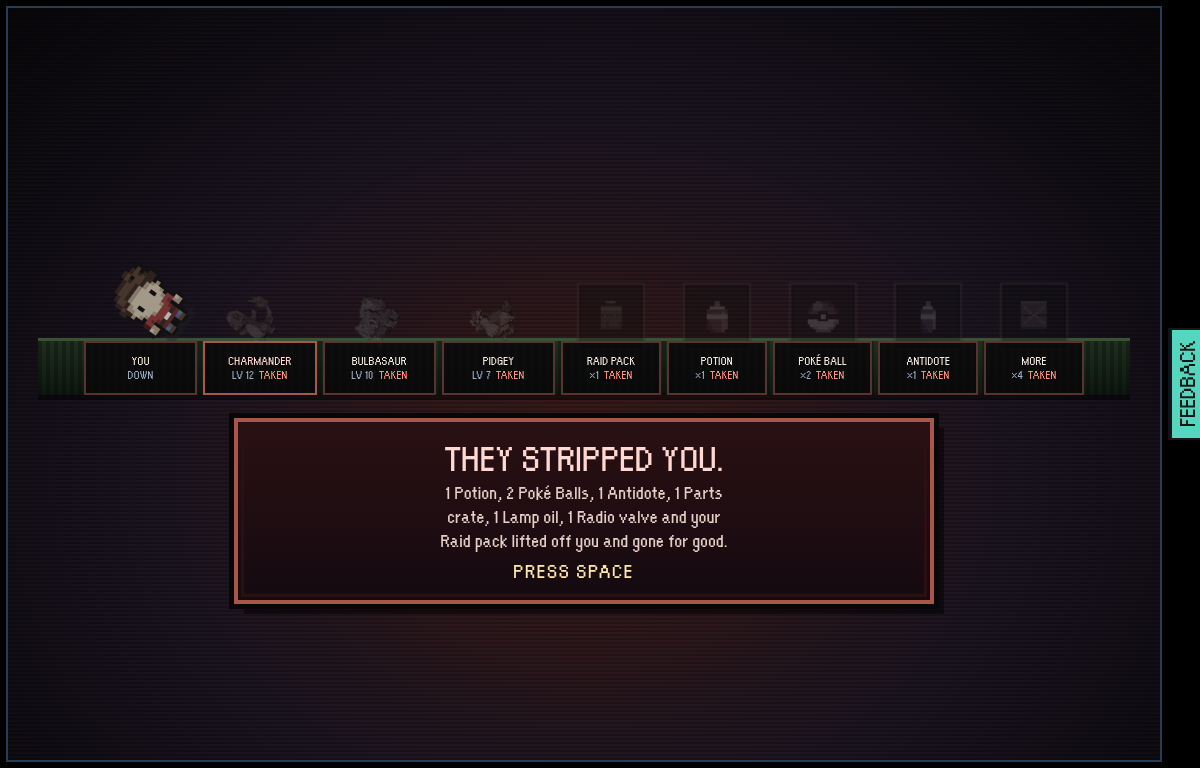 YOU
DOWN
CHARMANDER
LV 12 TAKEN
BULBASAUR
LV 10 TAKEN
PIDGEY
LV 7 TAKEN
RAID PACK
×1 TAKEN
POTION
×1 TAKEN
POKÉ BALL
×2 TAKEN
ANTIDOTE
×1 TAKEN
MORE
×4 TAKEN
THEY STRIPPED YOU.
1 Potion, 2 Poké Balls, 1 Antidote, 1 Parts
crate, 1 Lamp oil, 1 Radio valve and your
Raid pack lifted off you and gone for good.
PRESS SPACE
FEEDBACK